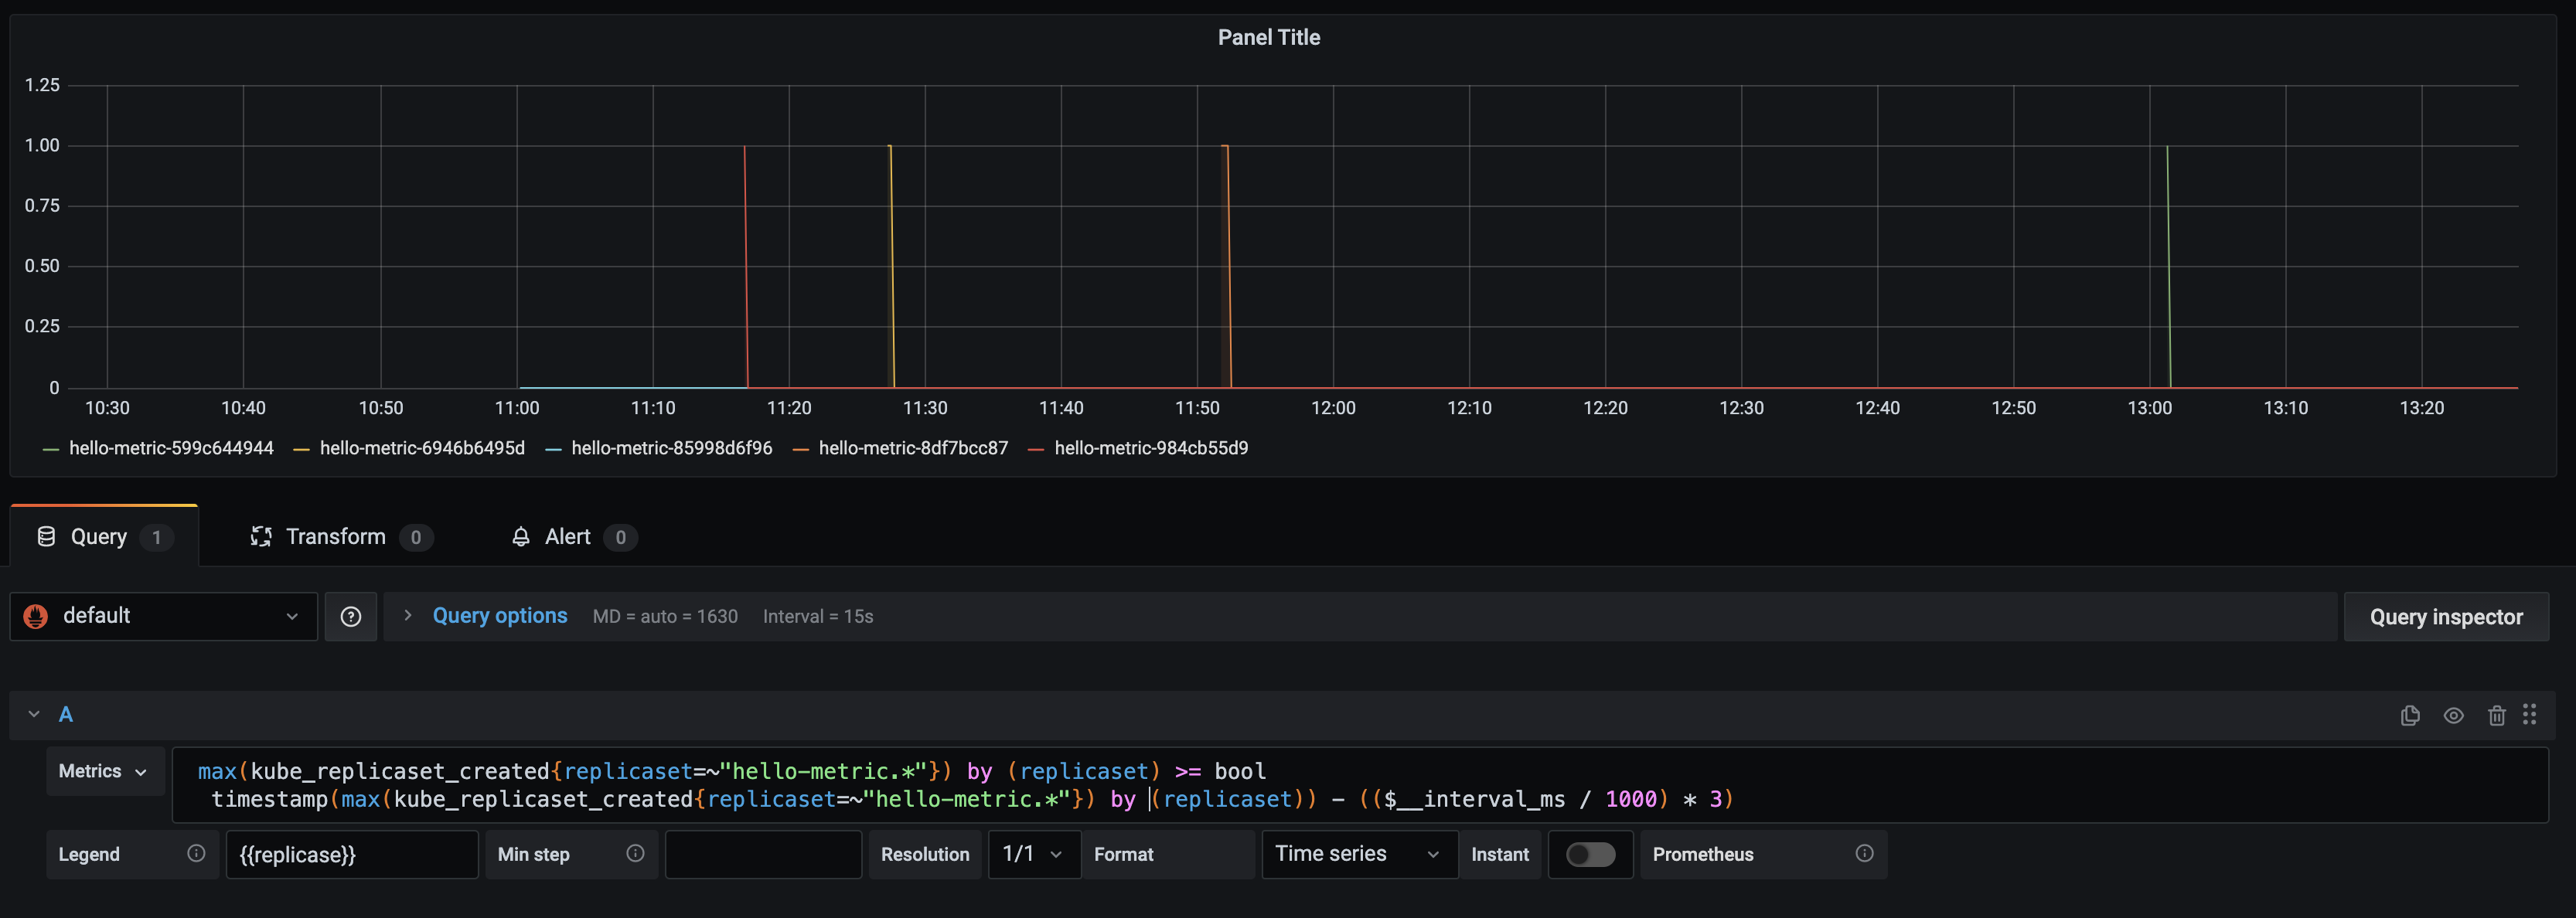 Panel Title
1.25
1.00
0.75
0.50
0.25
0
10:30 10:40 10:50 11:00 11:10 11:20 11:30 11:40 11:50 12:00 12:10 12:20 12:30 12:40 12:50 13:00 13:10 13:20
hello-metric-599c644944 hello-metric-6946b6495d hello-metric-85998d6f96 hello-metric-8df7bcc87 hello-metric-984cb55d9
Query 1 Transform 0 Alert 0
default Query options MD = auto = 1630 Interval = 15s Query inspector
A
Metrics max(kube_replicaset_created{replicaset=~"hello-metric.*"}) by (replicaset) >= bool
timestamp(max(kube_replicaset_created{replicaset=~"hello-metric.*"}) by (replicaset)) - (($__interval_ms / 1000) * 3)
Legend {{replicase}} Min step Resolution 1/1 Format Time series Instant Prometheus